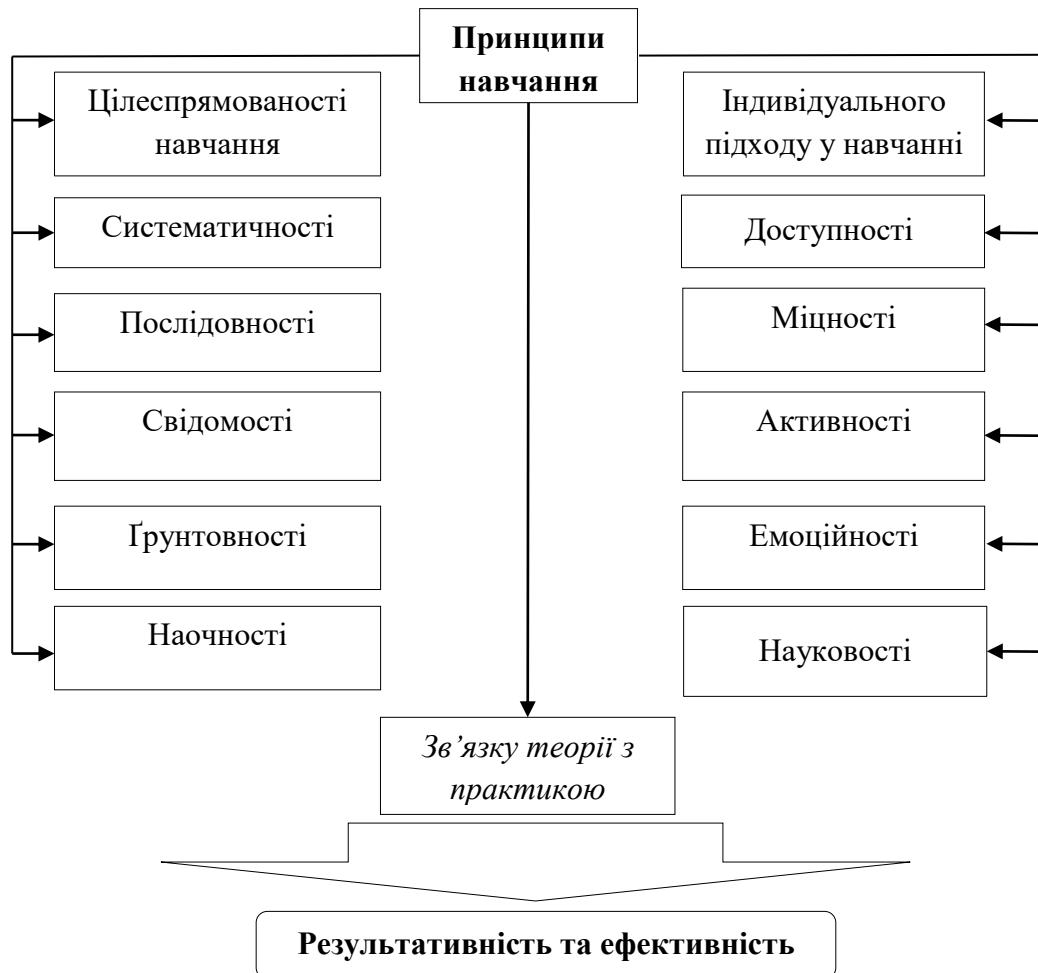 Принципи
навчання
Цілеспрямованості
навчання
Індивідуального
підходу у навчанні
Систематичності
Доступності
Послідовності
Міцності
Свідомості
Активності
Ґрунтовності
Емоційності
Наочності
Науковості
Зв’язку теорії з
практикою
Результативність та ефективність